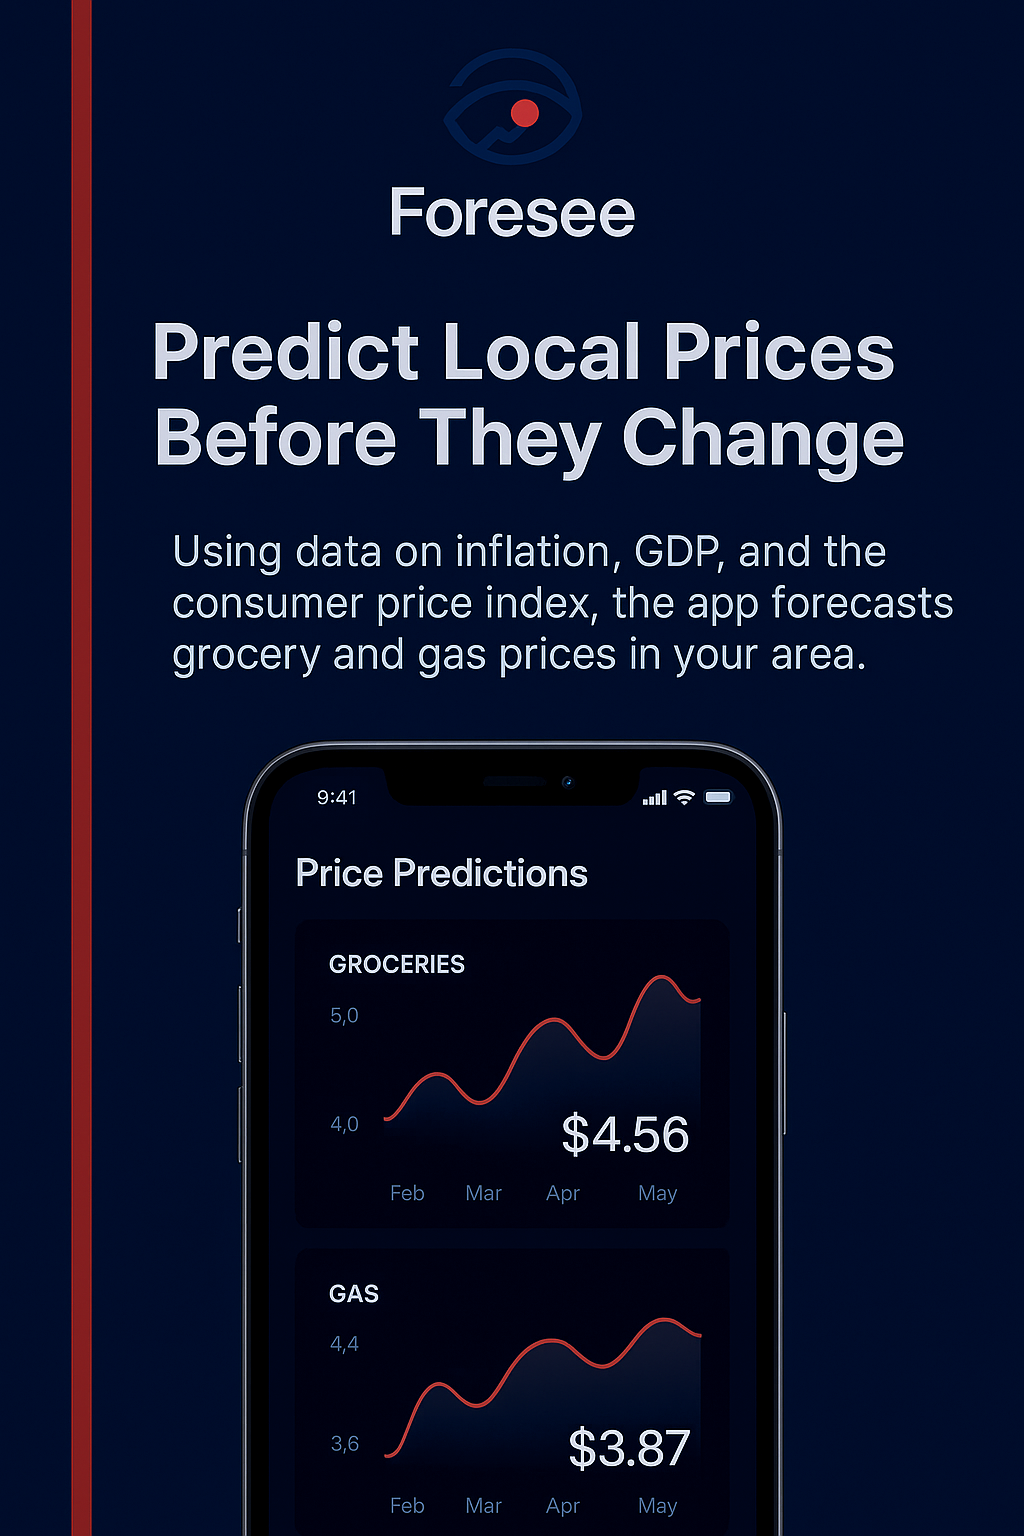 Foresee
Predict Local Prices
Before They Change
Using data on inflation, GDP, and the
consumer price index, the app forecasts
grocery and gas prices in your area.
9:41
Price Predictions
GROCERIES
5,0
4,0
$4.56
Feb Mar Apr May
GAS
4,4
3,6
$3.87
Feb Mar Apr May